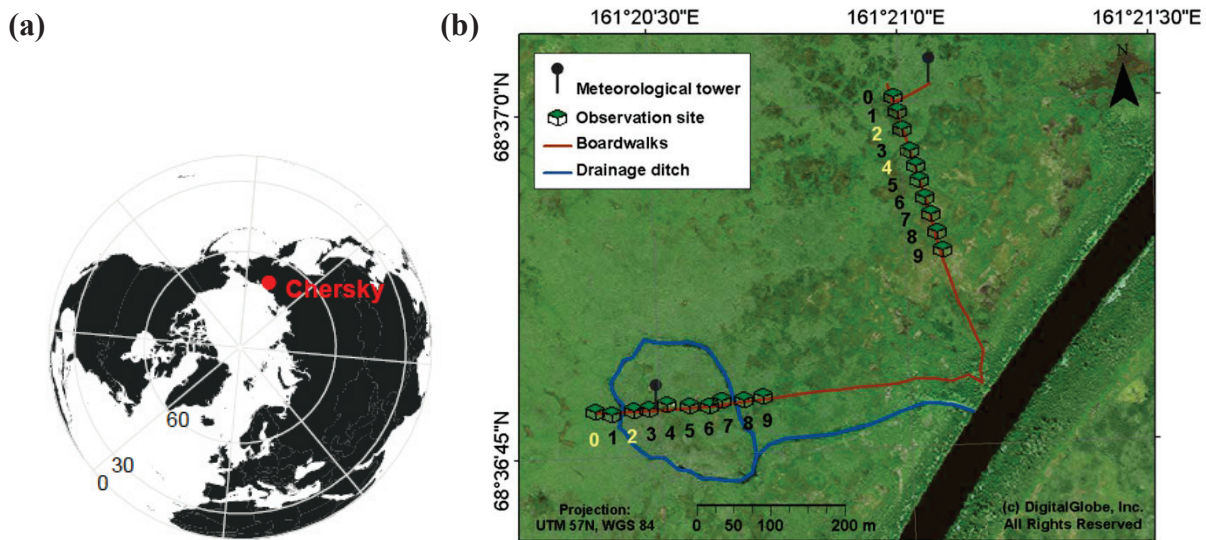 (a)
Chersky
60
30
0
(b)
161°20'30"E
161°21'0"E
161°21'30"E
68°37'0"N
68°36'45"N
N
Meteorological tower
Observation site
Boardwalks
Drainage ditch
0
1
2
3
4
5
6
7
8
9
0 1 2 3 4 5 6 7 8 9
Projection:
UTM 57N, WGS 84
0 50 100 200 m
(c) DigitalGlobe, Inc.
All Rights Reserved